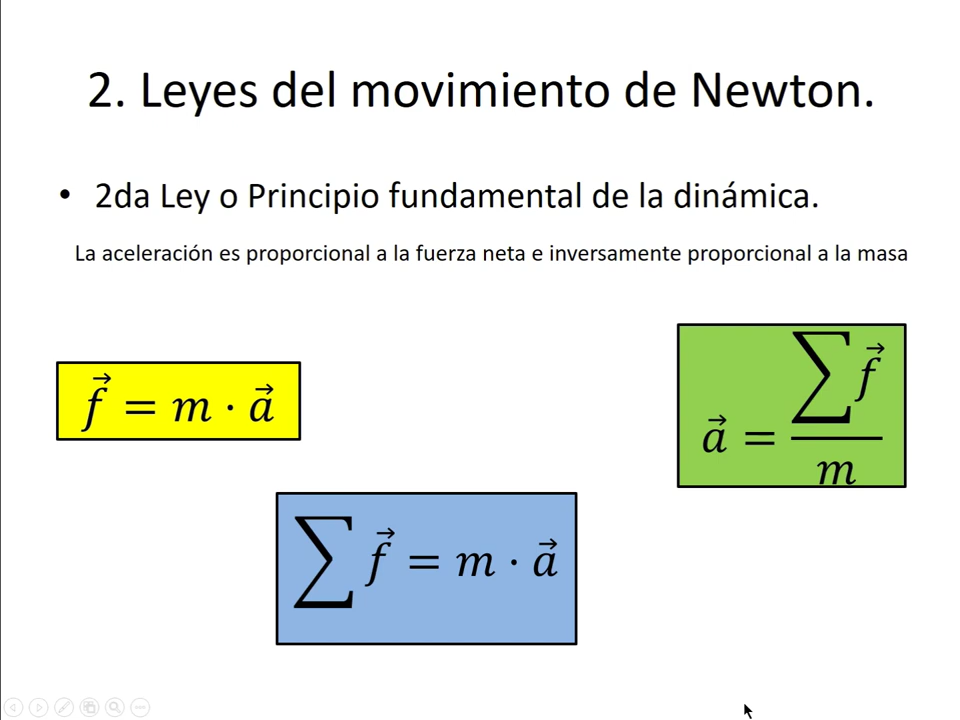 2. Leyes del movimiento de Newton.
• 2da Ley o Principio fundamental de la dinámica.
La aceleración es proporcional a la fuerza neta e inversamente proporcional a la masa
f⃗ = m · a⃗
a⃗ = ∑ f⃗ / m
∑ f⃗ = m · a⃗